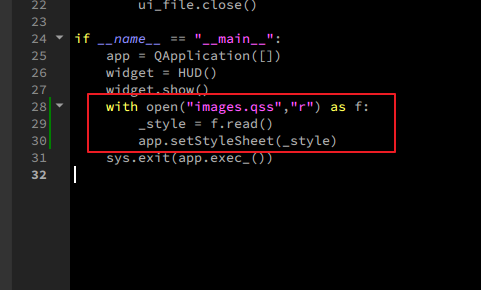 22 ui_file.close()
23
24 if __name__ == "__main__":
25 app = QApplication([])
26 widget = HUD()
27 widget.show()
28 with open("images.qss","r") as f:
29 _style = f.read()
30 app.setStyleSheet(_style)
31 sys.exit(app.exec_())
32